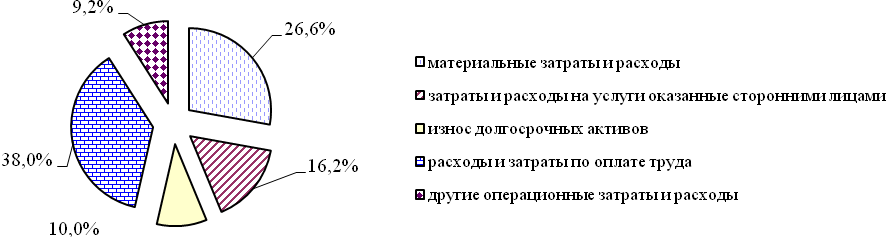 9,2%
26,6%
38,0%
16,2%
10,0%
материальные затраты и расходы
затраты и расходы на услуги оказанные сторонними лицами
износ долгосрочных активов
расходы и затраты по оплате труда
другие операционные затраты и расходы